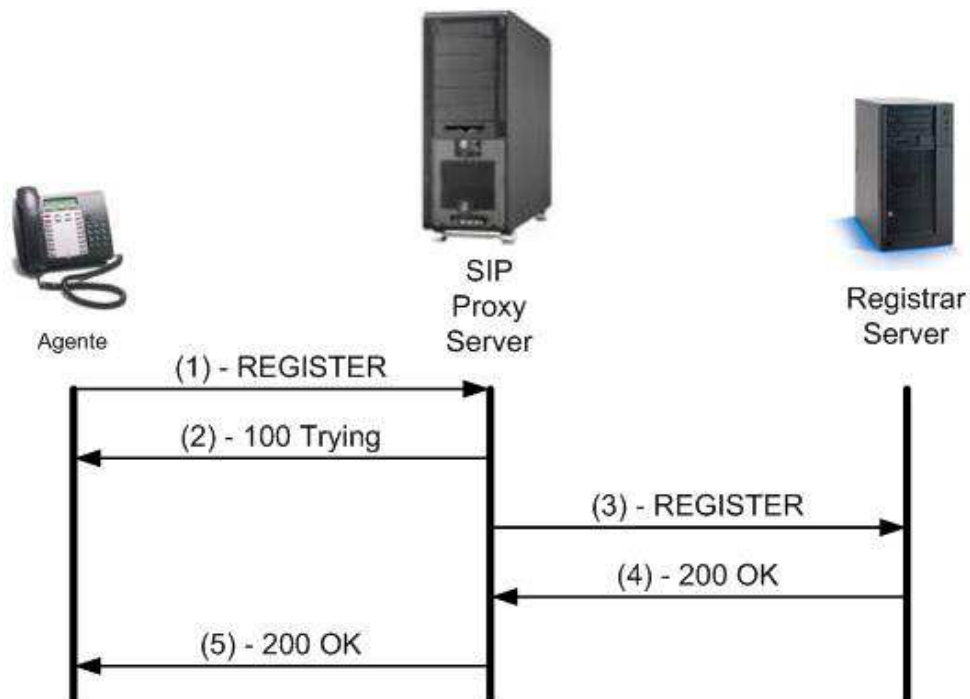 SIP
Proxy
Server
Registrar
Server
Agente
(1) - REGISTER
(2) - 100 Trying
(3) - REGISTER
(4) - 200 OK
(5) - 200 OK